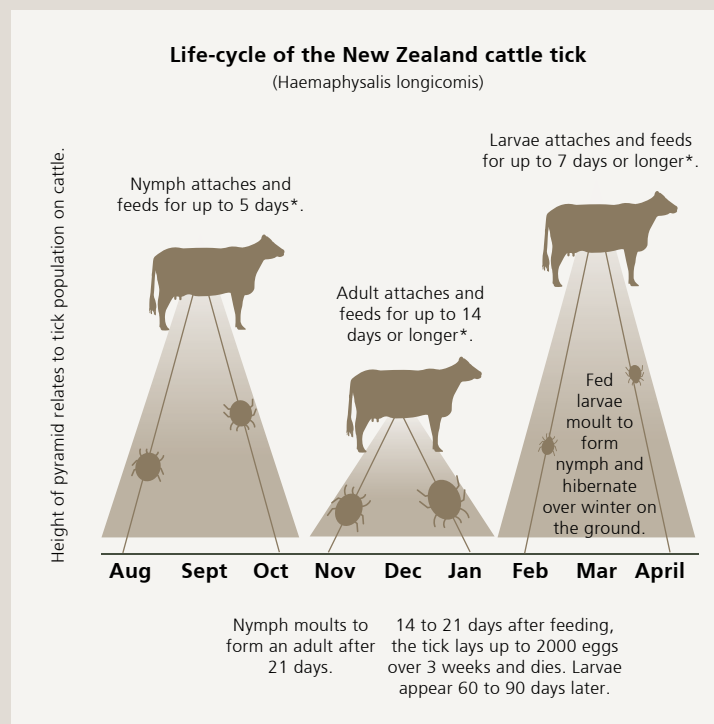 Life-cycle of the New Zealand cattle tick
(Haemaphysalis longicomis)
Height of pyramid relates to tick population on cattle.
Nymph attaches and
feeds for up to 5 days*.
Adult attaches and
feeds for up to 14
days or longer*.
Larvae attaches and feeds
for up to 7 days or longer*.
Fed
larvae
moult to
form
nymph and
hibernate
over winter on
the ground.
Aug Sept Oct Nov Dec Jan Feb Mar April
Nymph moults to
form an adult after
21 days.
14 to 21 days after feeding,
the tick lays up to 2000 eggs
over 3 weeks and dies. Larvae
appear 60 to 90 days later.